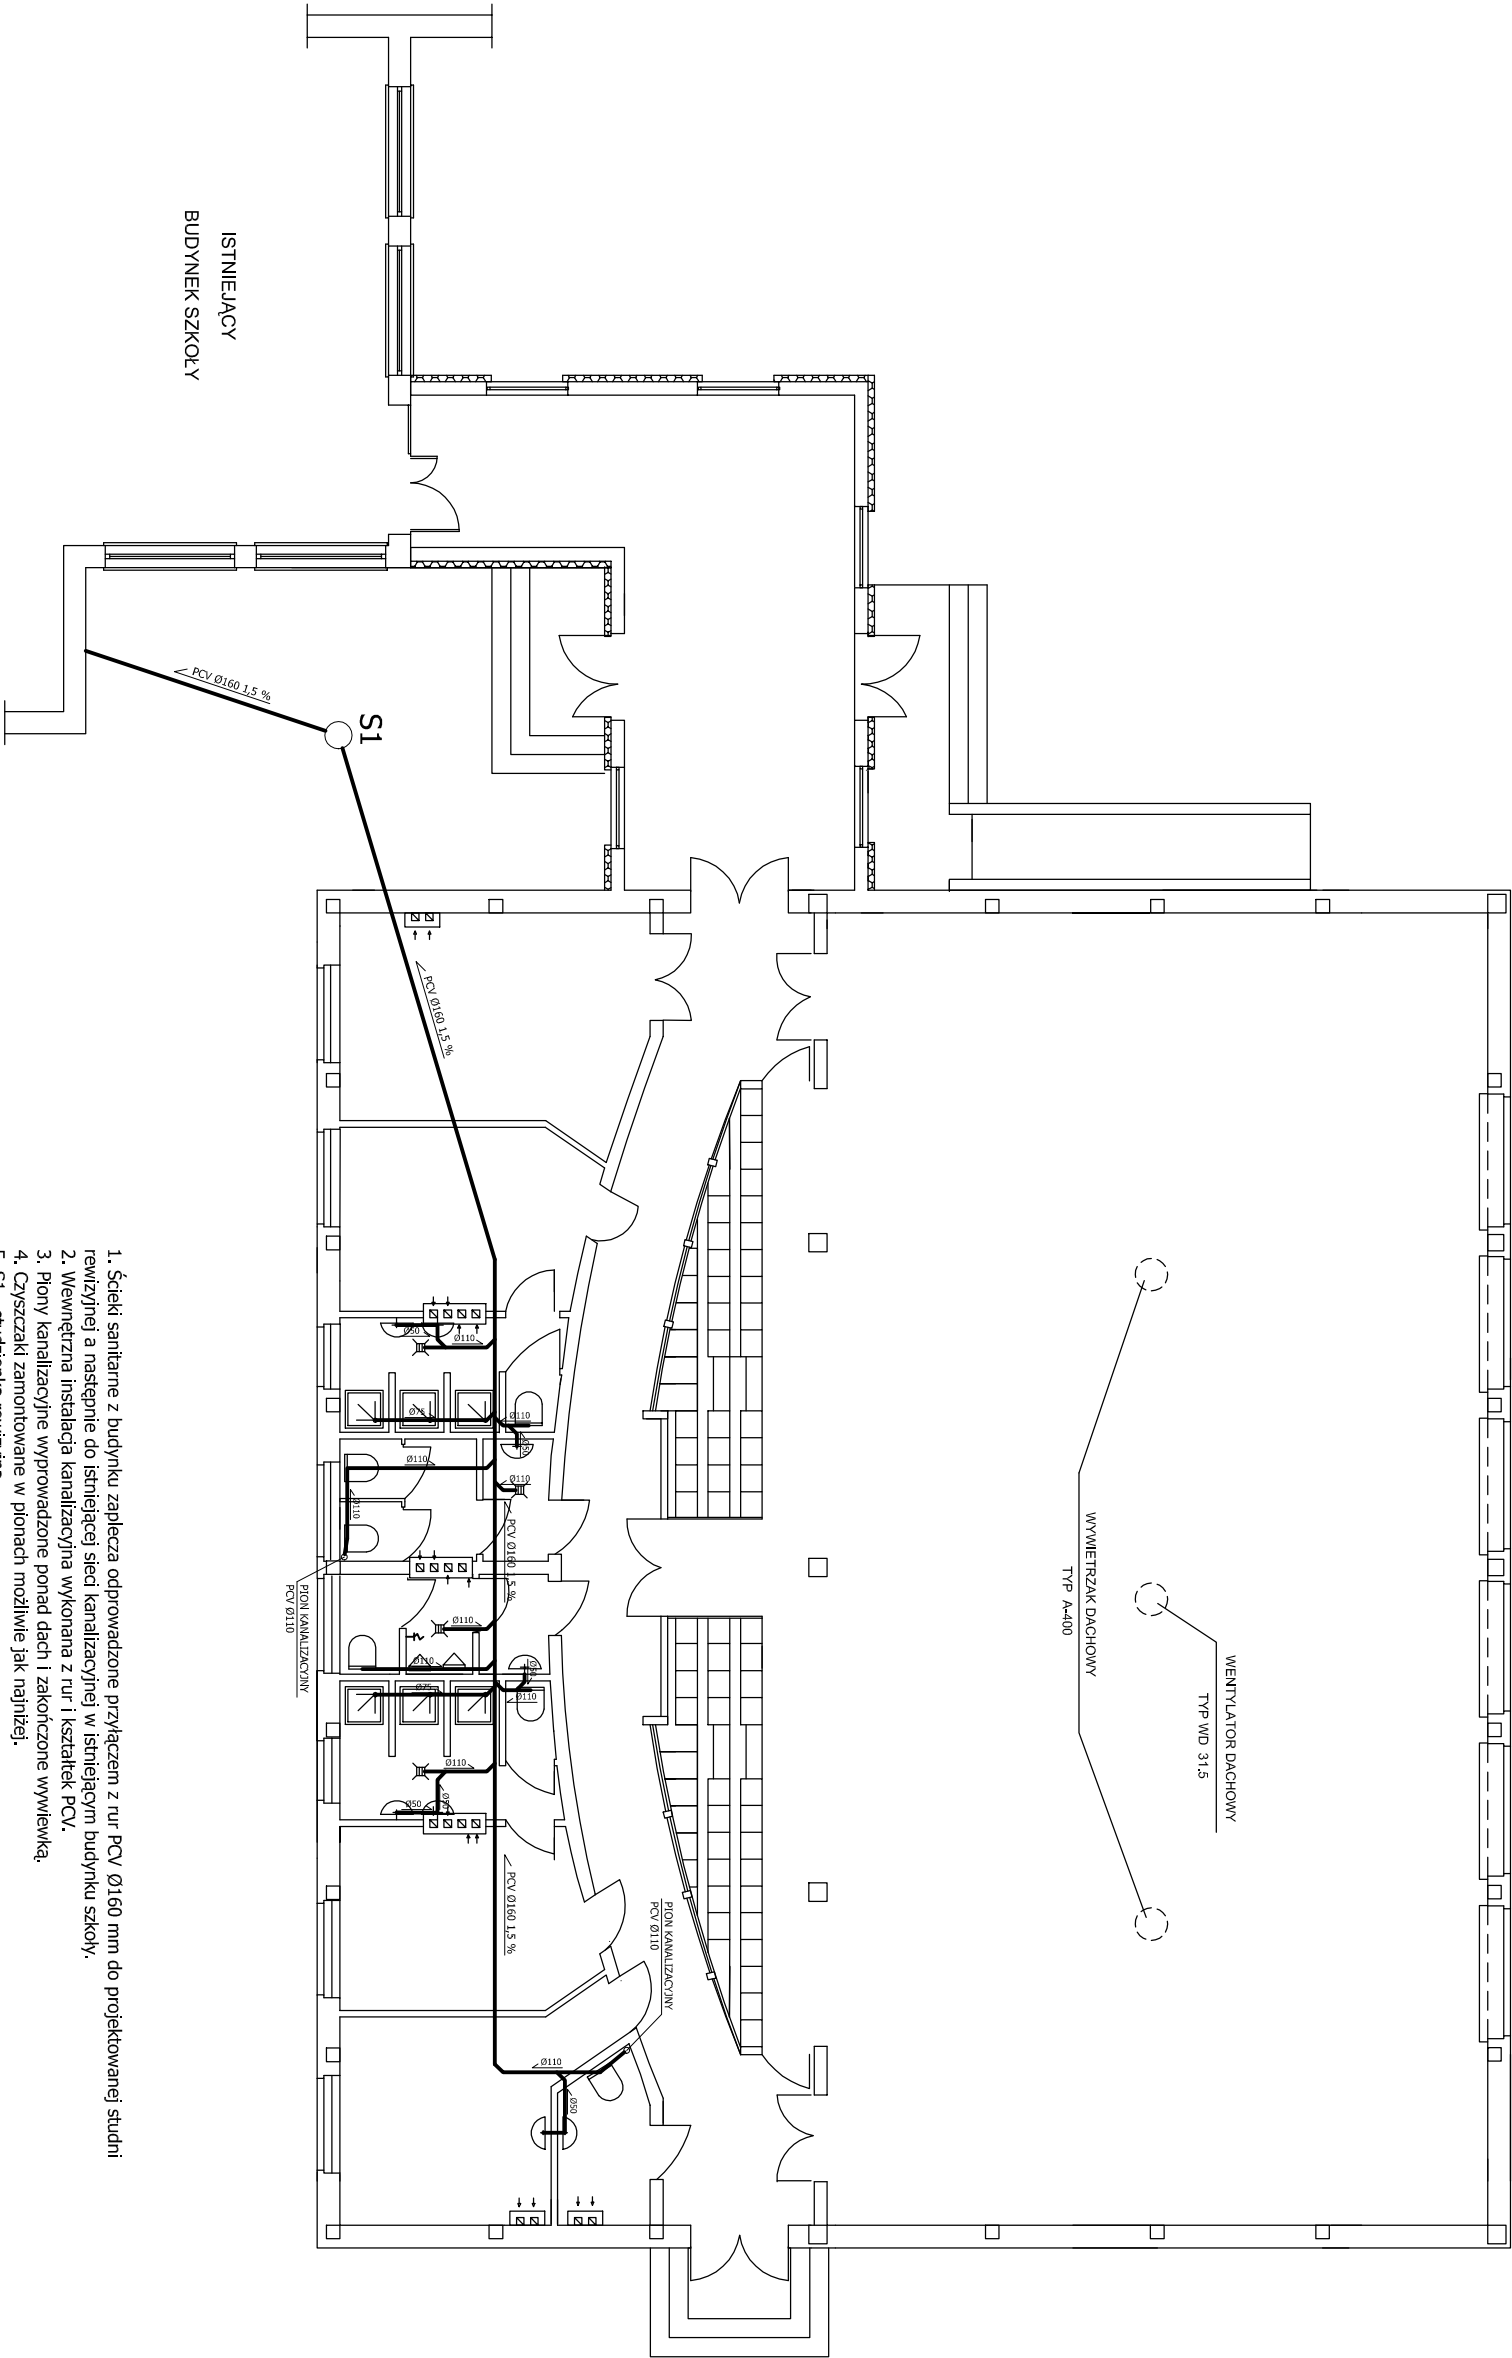 ISTNIEJĄCY
BUDYNEK SZKOŁY
PCV Ø160 1,5 %
S1
PCV Ø160 1,5 %
WYWIETRZAK DACHOWY
TYP A-400
WENTYLATOR DACHOWY
TYP WD 31.5
Ø50
Ø110
Ø75
Ø110
Ø50
Ø110
Ø110
Ø110
PCV Ø160 1,5 %
PION KANALIZACYJNY
PCV Ø110
Ø110
Ø110
Ø75
Ø50
Ø110
Ø110
Ø50
Ø50
PCV Ø160 1,5 %
PION KANALIZACYJNY
PCV Ø110
Ø110
Ø50
1. Ścieki sanitarne z budynku zaplecza odprowadzone przyłączem z rur PCV Ø160 mm do projektowanej studni
rewizyjnej a następnie do istniejącej sieci kanalizacyjnej w istniejącym budynku szkoły.
2. Wewnętrzna instalacja kanalizacyjna wykonana z rur i kształtek PCV.
3. Piony kanalizacyjne wyprowadzone ponad dach i zakończone wywiewką.
4. Czyszczaki zamontowane w pionach możliwie jak najniżej.